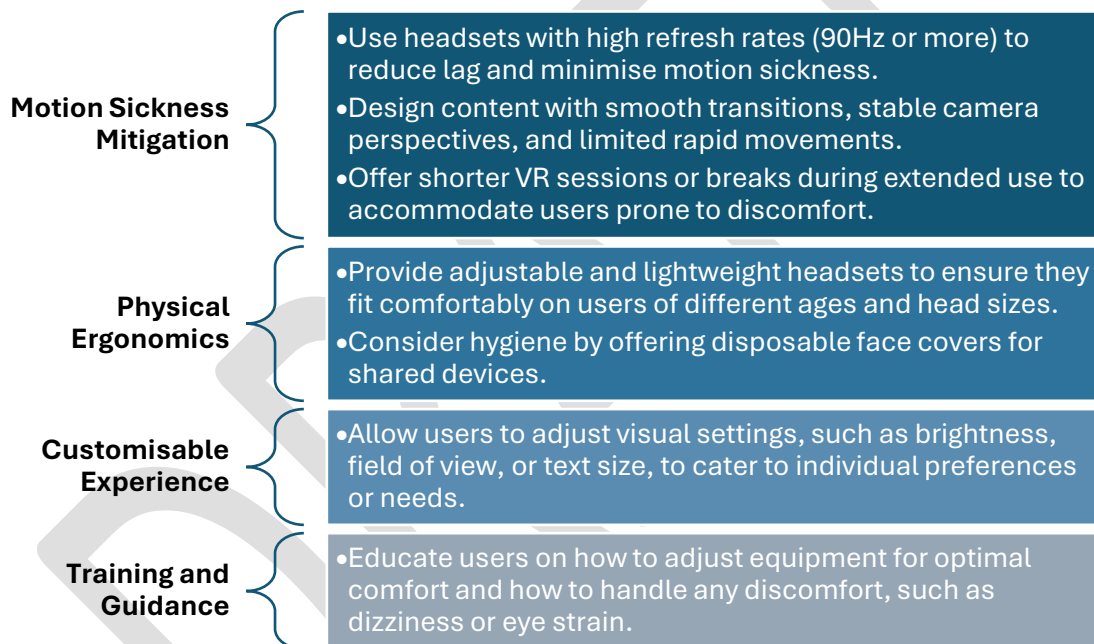 Motion Sickness
Mitigation
•Use headsets with high refresh rates (90Hz or more) to
reduce lag and minimise motion sickness.
•Design content with smooth transitions, stable camera
perspectives, and limited rapid movements.
•Offer shorter VR sessions or breaks during extended use to
accommodate users prone to discomfort.
Physical
Ergonomics
•Provide adjustable and lightweight headsets to ensure they
fit comfortably on users of different ages and head sizes.
•Consider hygiene by offering disposable face covers for
shared devices.
Customisable
Experience
•Allow users to adjust visual settings, such as brightness,
field of view, or text size, to cater to individual preferences
or needs.
Training and
Guidance
•Educate users on how to adjust equipment for optimal
comfort and how to handle any discomfort, such as
dizziness or eye strain.